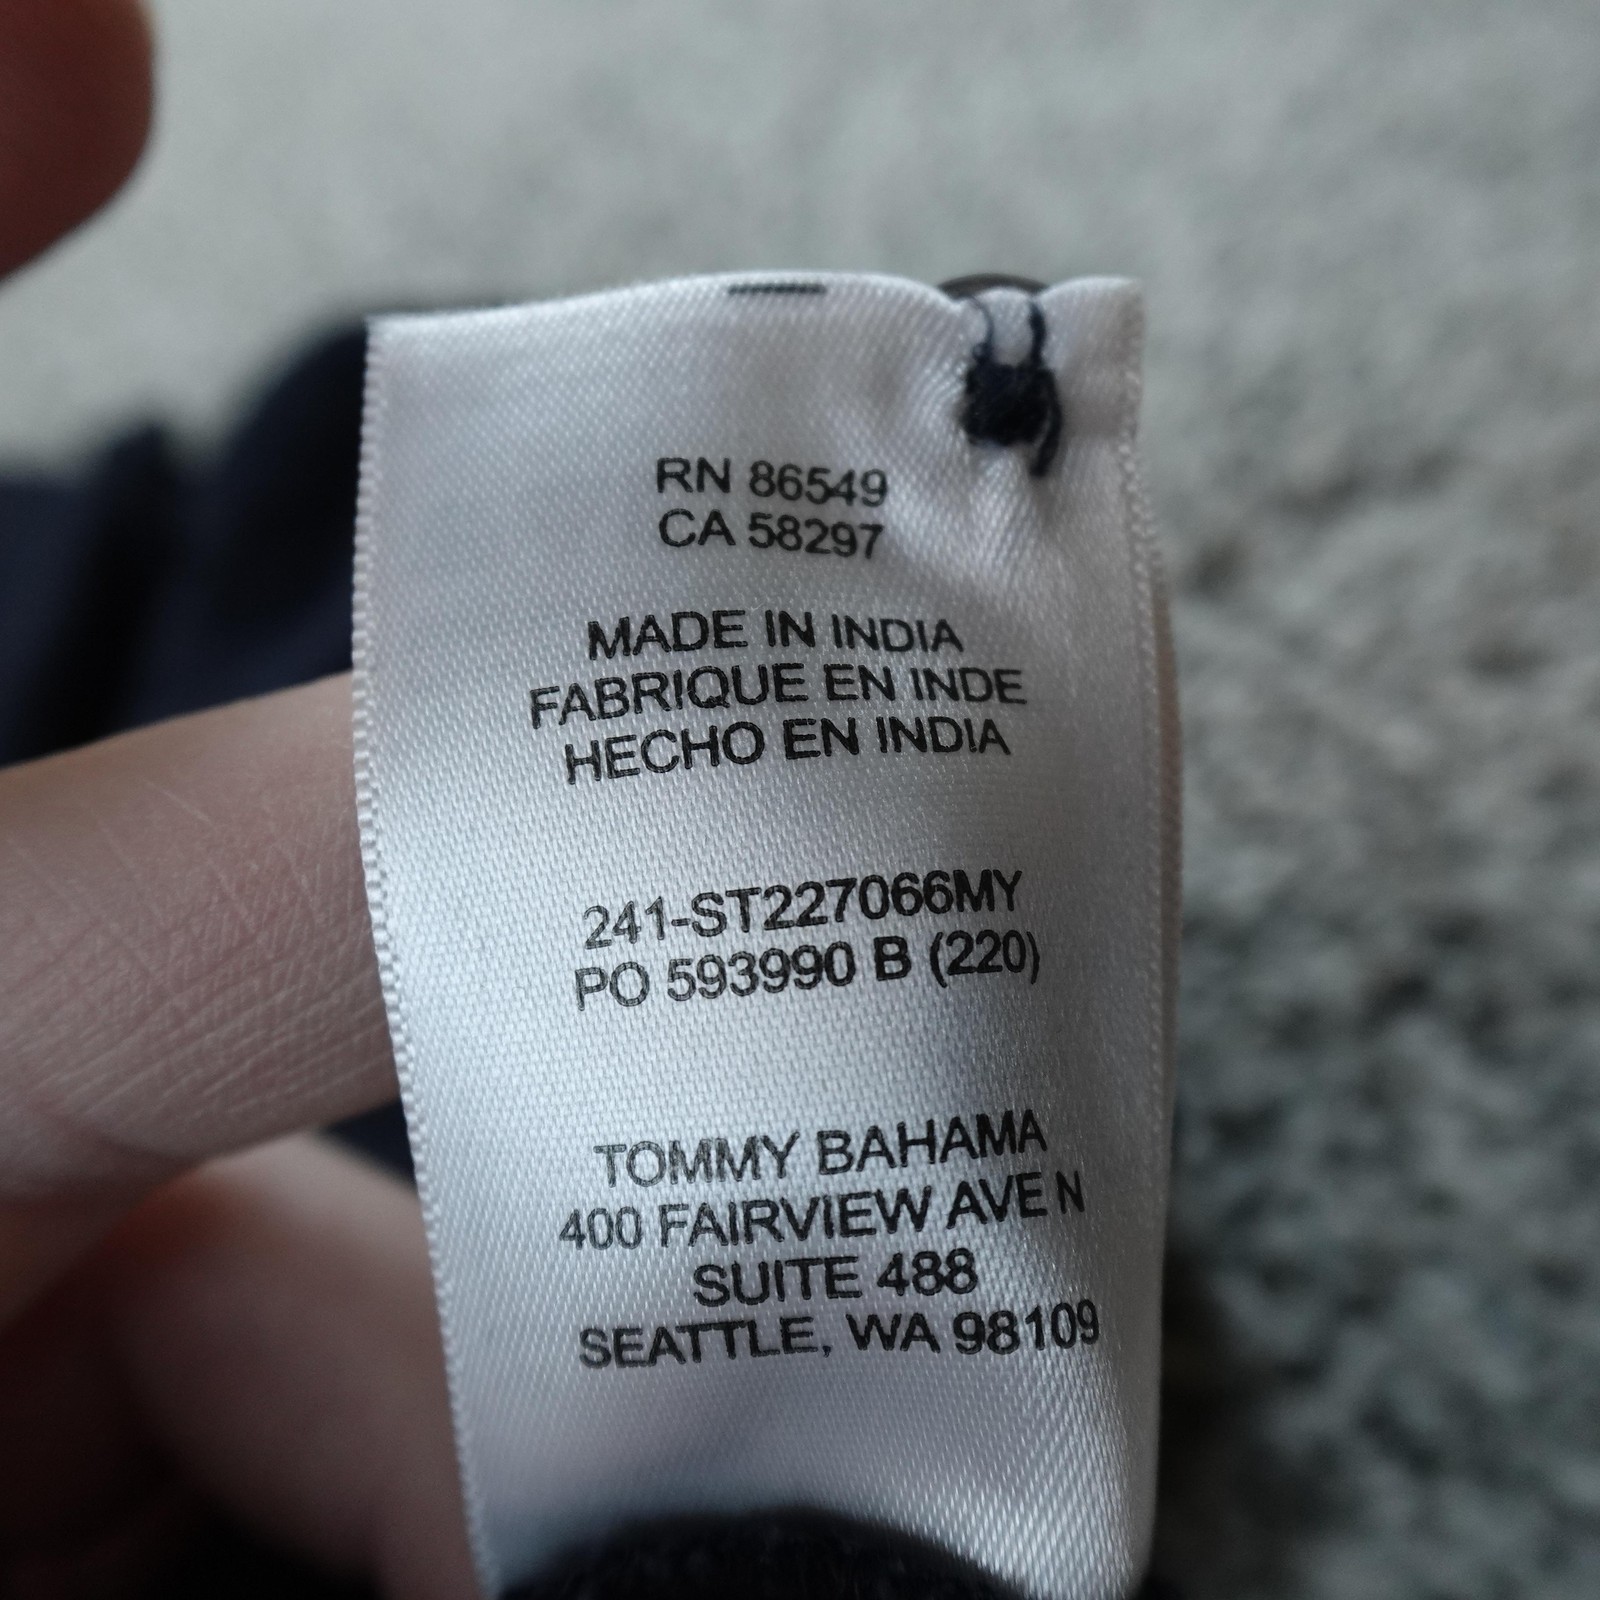 RN 86549
CA 58297
MADE IN INDIA
FABRIQUE EN INDE
HECHO EN INDIA
241-ST227066MY
PO 593990 B (220)
TOMMY BAHAMA
400 FAIRVIEW AVE N
SUITE 488
SEATTLE, WA 98109